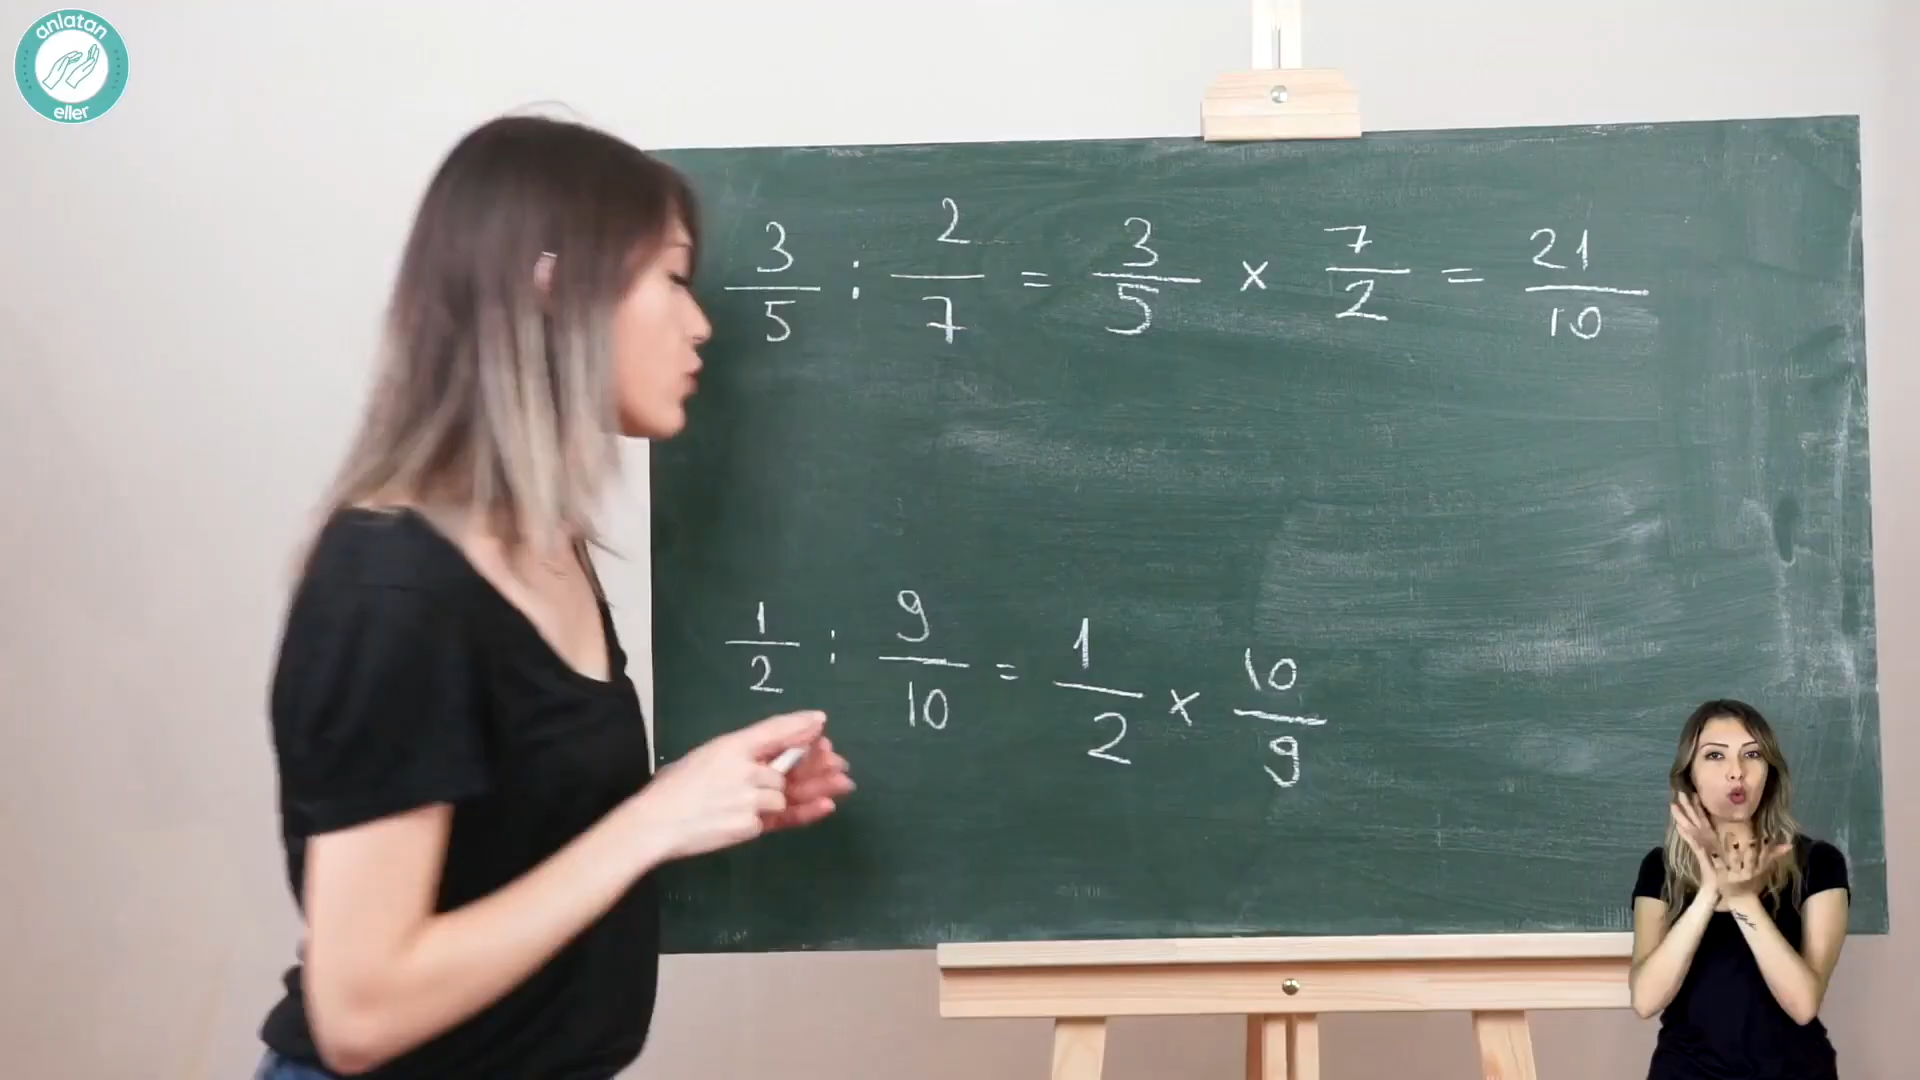 anlatan
eller
3/5 : 2/7 = 3/5 x 7/2 = 21/10
1/2 : 9/10 = 1/2 x 10/9